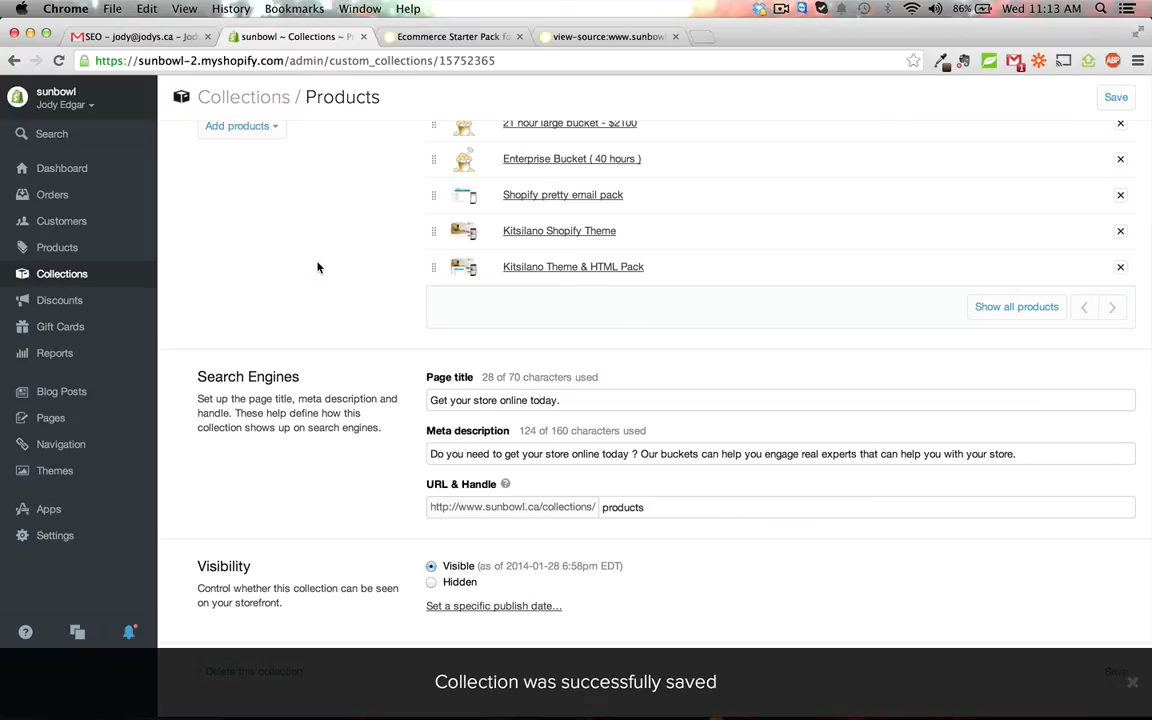 Chrome File Edit View History Bookmarks Window Help 86% Wed 11:13 AM
SEO - jody@jodys.ca - Jod × sunbowl ~ Collections ~ P × Ecommerce Starter Pack fo × view-source:www.sunbowl ×
https://sunbowl-2.myshopify.com/admin/custom_collections/15752365
sunbowl
Jody Edgar
Collections / Products
Save
Search
Dashboard
Orders
Customers
Products
Collections
Discounts
Gift Cards
Reports
Blog Posts
Pages
Navigation
Themes
Apps
Settings
Add products
21 hour large bucket - $2100
Enterprise Bucket ( 40 hours )
Shopify pretty email pack
Kitsilano Shopify Theme
Kitsilano Theme & HTML Pack
Show all products
Search Engines
Set up the page title, meta description and
handle. These help define how this
collection shows up on search engines.
Page title 28 of 70 characters used
Get your store online today.
Meta description 124 of 160 characters used
Do you need to get your store online today ? Our buckets can help you engage real experts that can help you with your store.
URL & Handle
http://www.sunbowl.ca/collections/ products
Visibility
Control whether this collection can be seen
on your storefront.
Visible (as of 2014-01-28 6:58pm EDT)
Hidden
Set a specific publish date...
Delete this collection
Save
Collection was successfully saved